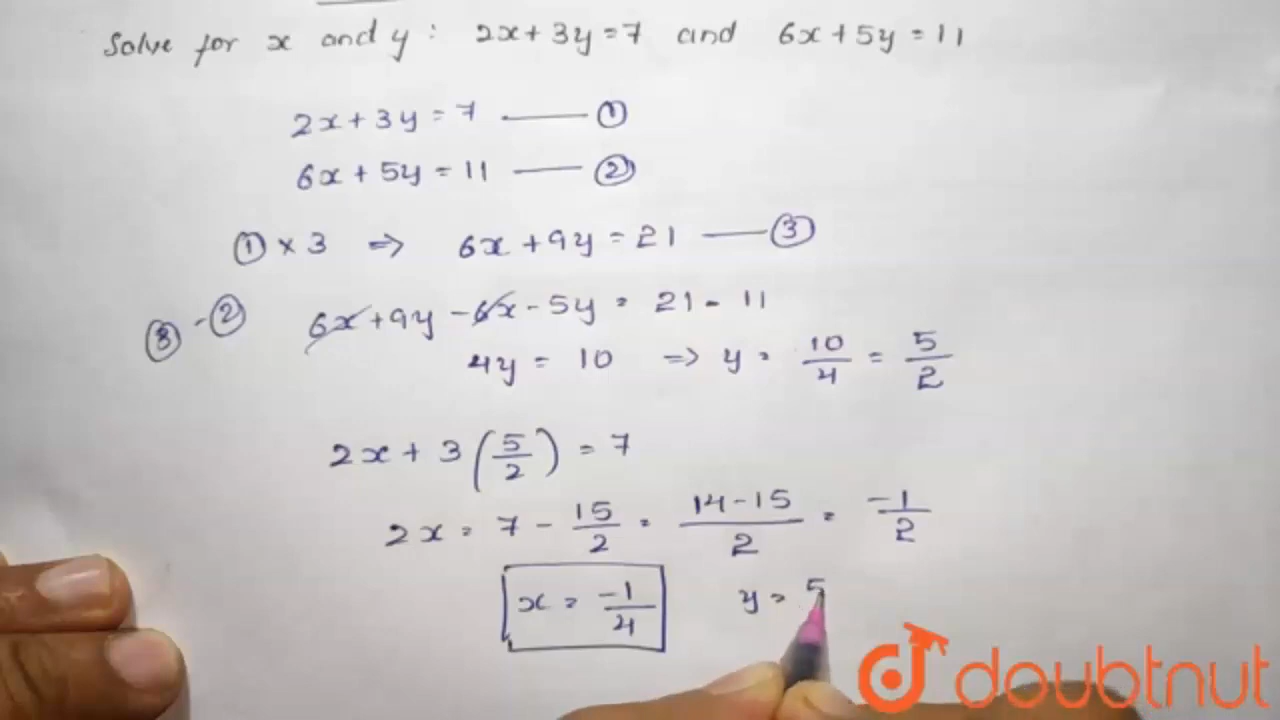 Solve for x and y : 2x + 3y = 7 and 6x + 5y = 11
2x + 3y = 7 —— ①
6x + 5y = 11 —— ②
① × 3 ⇒ 6x + 9y = 21 —— ③
③ - ② 6x + 9y - 6x - 5y = 21 - 11
4y = 10 ⇒ y = 10/4 = 5/2
2x + 3(5/2) = 7
2x = 7 - 15/2 = 14-15/2 = -1/2
x = -1/4 y = 5
doubtnut